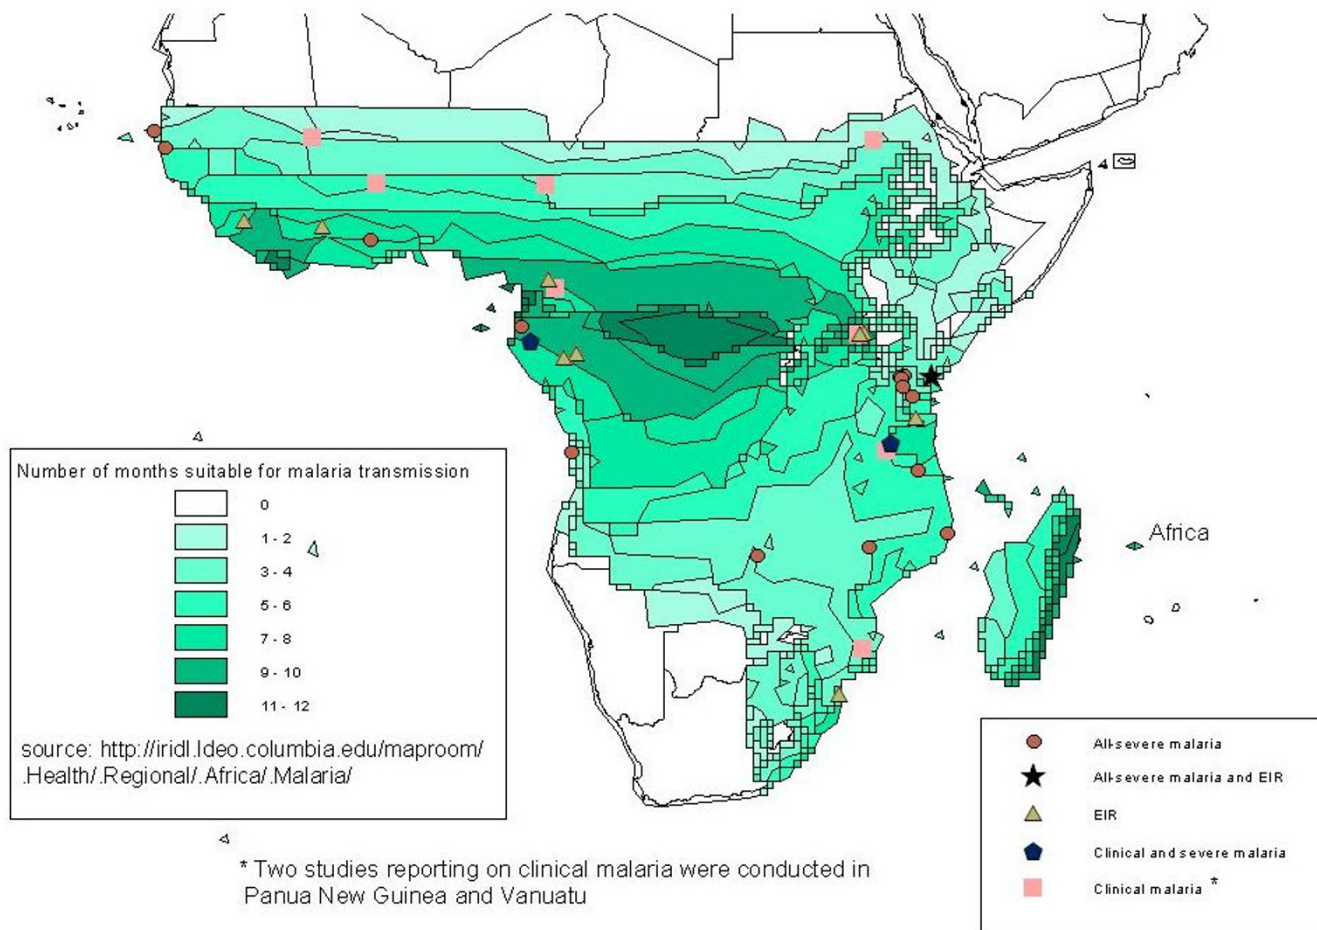 Number of months suitable for malaria transmission
0
1 - 2
3 - 4
5 - 6
7 - 8
9 - 10
11 - 12
source: http://iridl.ldeo.columbia.edu/maproom/
.Health/.Regional/.Africa/.Malaria/
Africa
All-severe malaria
All-severe malaria and EIR
EIR
Clinical and severe malaria
Clinical malaria *
* Two studies reporting on clinical malaria were conducted in
Panua New Guinea and Vanuatu